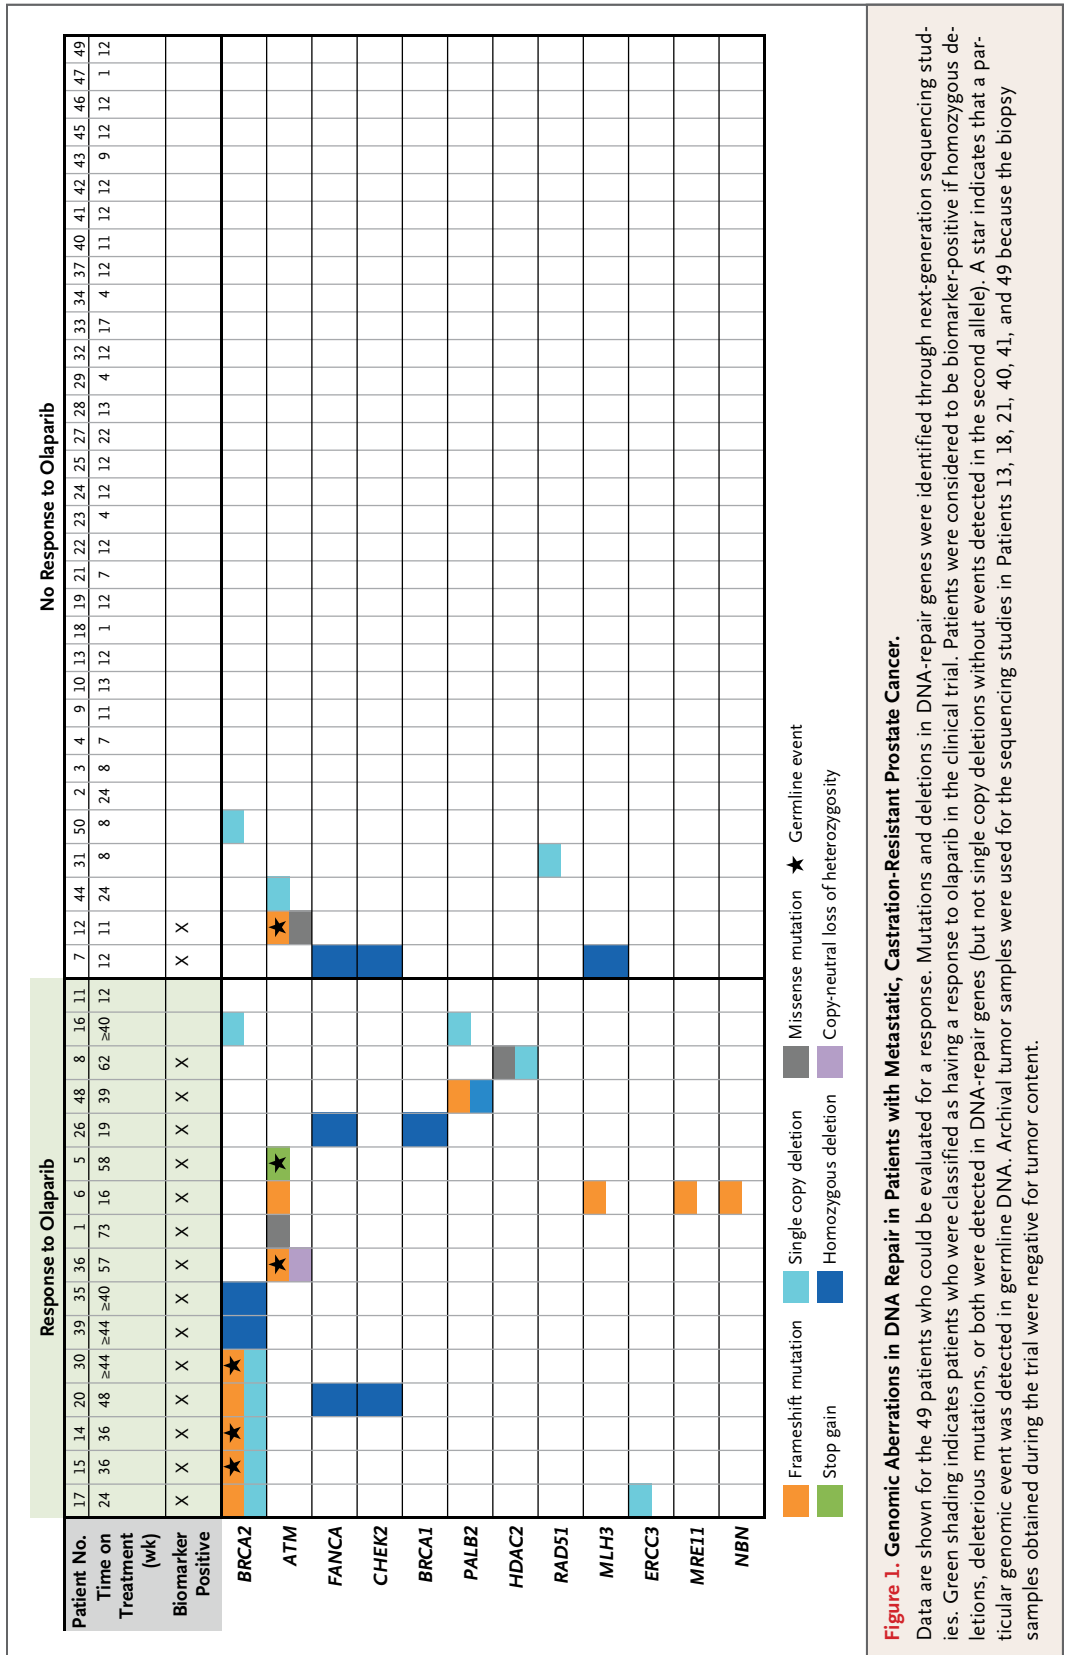 Response to Olaparib No Response to Olaparib
Patient No. 17 15 14 20 30 39 35 36 1 6 5 26 48 8 16 11 7 12 44 31 50 2 3 4 9 10 13 18 19 21 22 23 24 25 27 28 29 32 33 34 37 40 41 42 43 45 46 47 49
Time on 24 36 36 48 ≥44 ≥44 ≥40 57 73 16 58 19 39 62 ≥40 12 12 11 24 8 8 24 8 7 11 13 12 1 12 7 12 4 12 12 22 13 4 12 17 4 12 11 12 12 9 12 12 1 12
Treatment
(wk)
Biomarker X X X X X X X X X X X X X X X X
Positive
BRCA2
ATM
FANCA
CHEK2
BRCA1
PALB2
HDAC2
RAD51
MLH3
ERCC3
MRE11
NBN
Frameshift mutation Single copy deletion Missense mutation ★ Germline event
Stop gain Homozygous deletion Copy-neutral loss of heterozygosity
Figure 1. Genomic Aberrations in DNA Repair in Patients with Metastatic, Castration-Resistant Prostate Cancer.
Data are shown for the 49 patients who could be evaluated for a response. Mutations and deletions in DNA-repair genes were identified through next-generation sequencing stud-
ies. Green shading indicates patients who were classified as having a response to olaparib in the clinical trial. Patients were considered to be biomarker-positive if homozygous de-
letions, deleterious mutations, or both were detected in DNA-repair genes (but not single copy deletions without events detected in the second allele). A star indicates that a par-
ticular genomic event was detected in germline DNA. Archival tumor samples were used for the sequencing studies in Patients 13, 18, 21, 40, 41, and 49 because the biopsy
samples obtained during the trial were negative for tumor content.